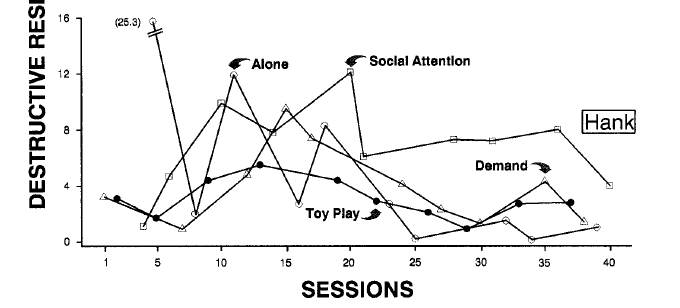 DESTRUCTIVE RES
16
12
8
4
0
(25.3)
Alone
Social Attention
Hank
Demand
Toy Play
1
5
10
15
20
25
30
35
40
SESSIONS